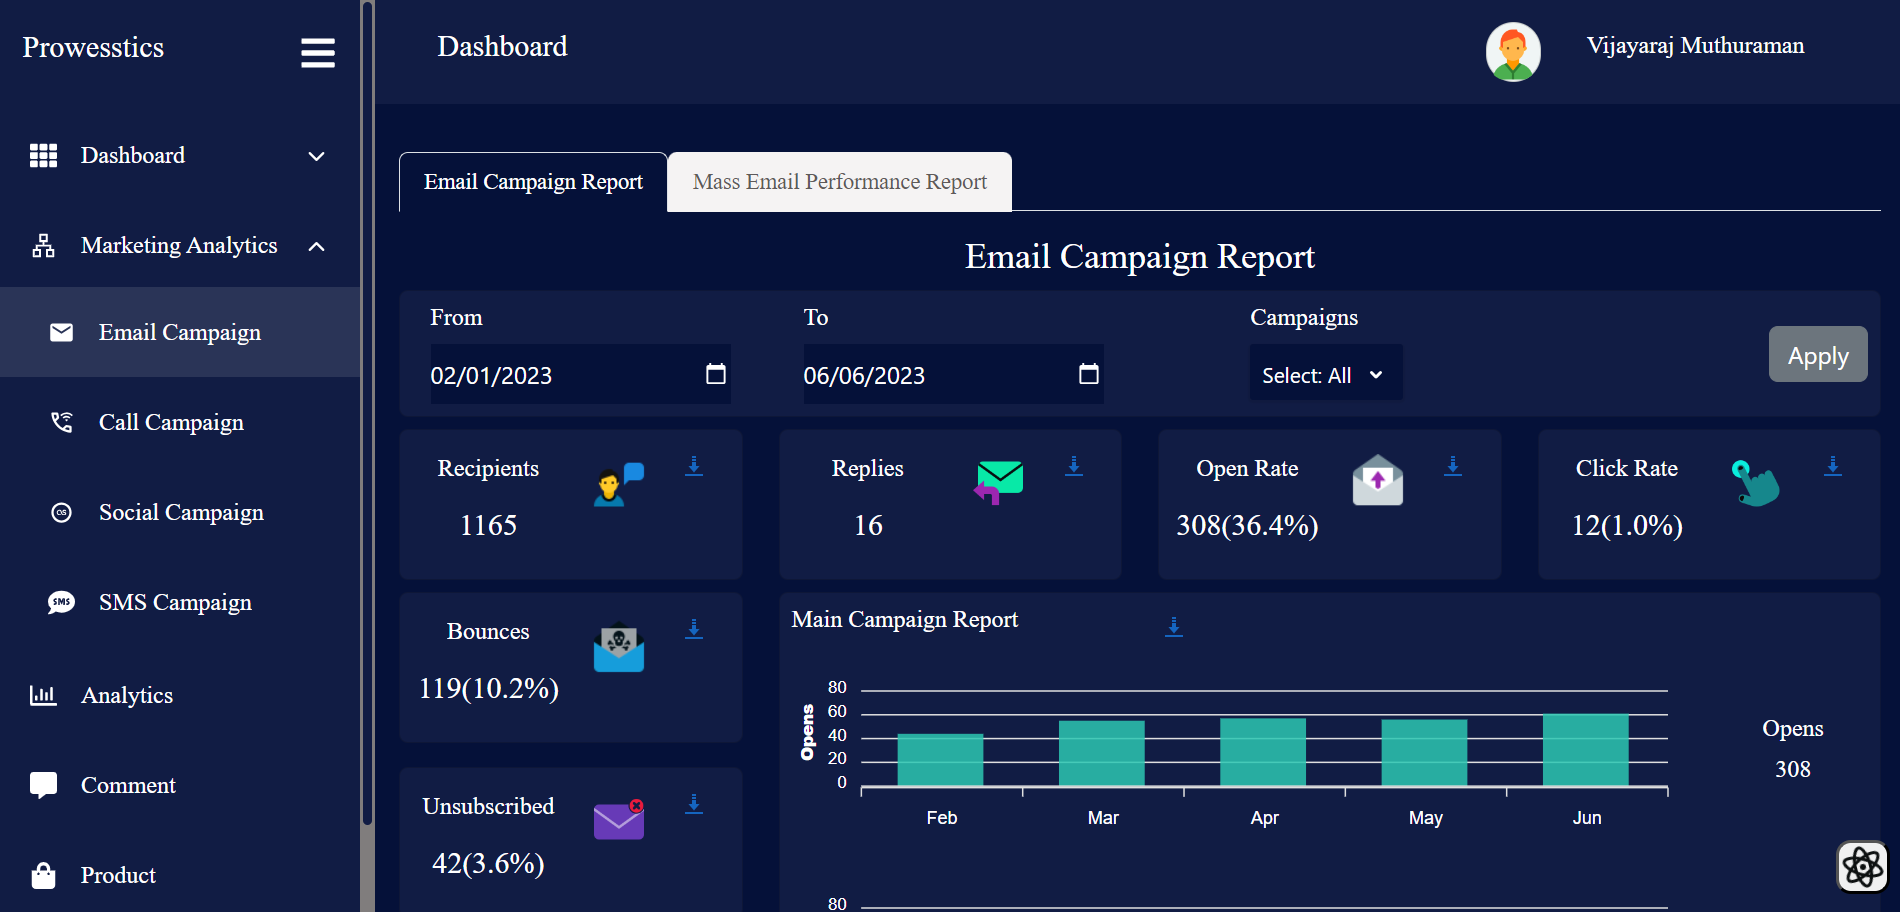 Prowesstics
Dashboard
Vijayaraj Muthuraman
Dashboard
Marketing Analytics
Email Campaign
Call Campaign
Social Campaign
SMS
SMS Campaign
Analytics
Comment
Product
Email Campaign Report
Mass Email Performance Report
Email Campaign Report
From
To
Campaigns
02/01/2023
06/06/2023
Select: All
Apply
Recipients
1165
Replies
16
Open Rate
308(36.4%)
Click Rate
12(1.0%)
Bounces
119(10.2%)
Unsubscribed
42(3.6%)
Main Campaign Report
Opens
80
60
40
20
0
Feb
Mar
Apr
May
Jun
Opens
308
80